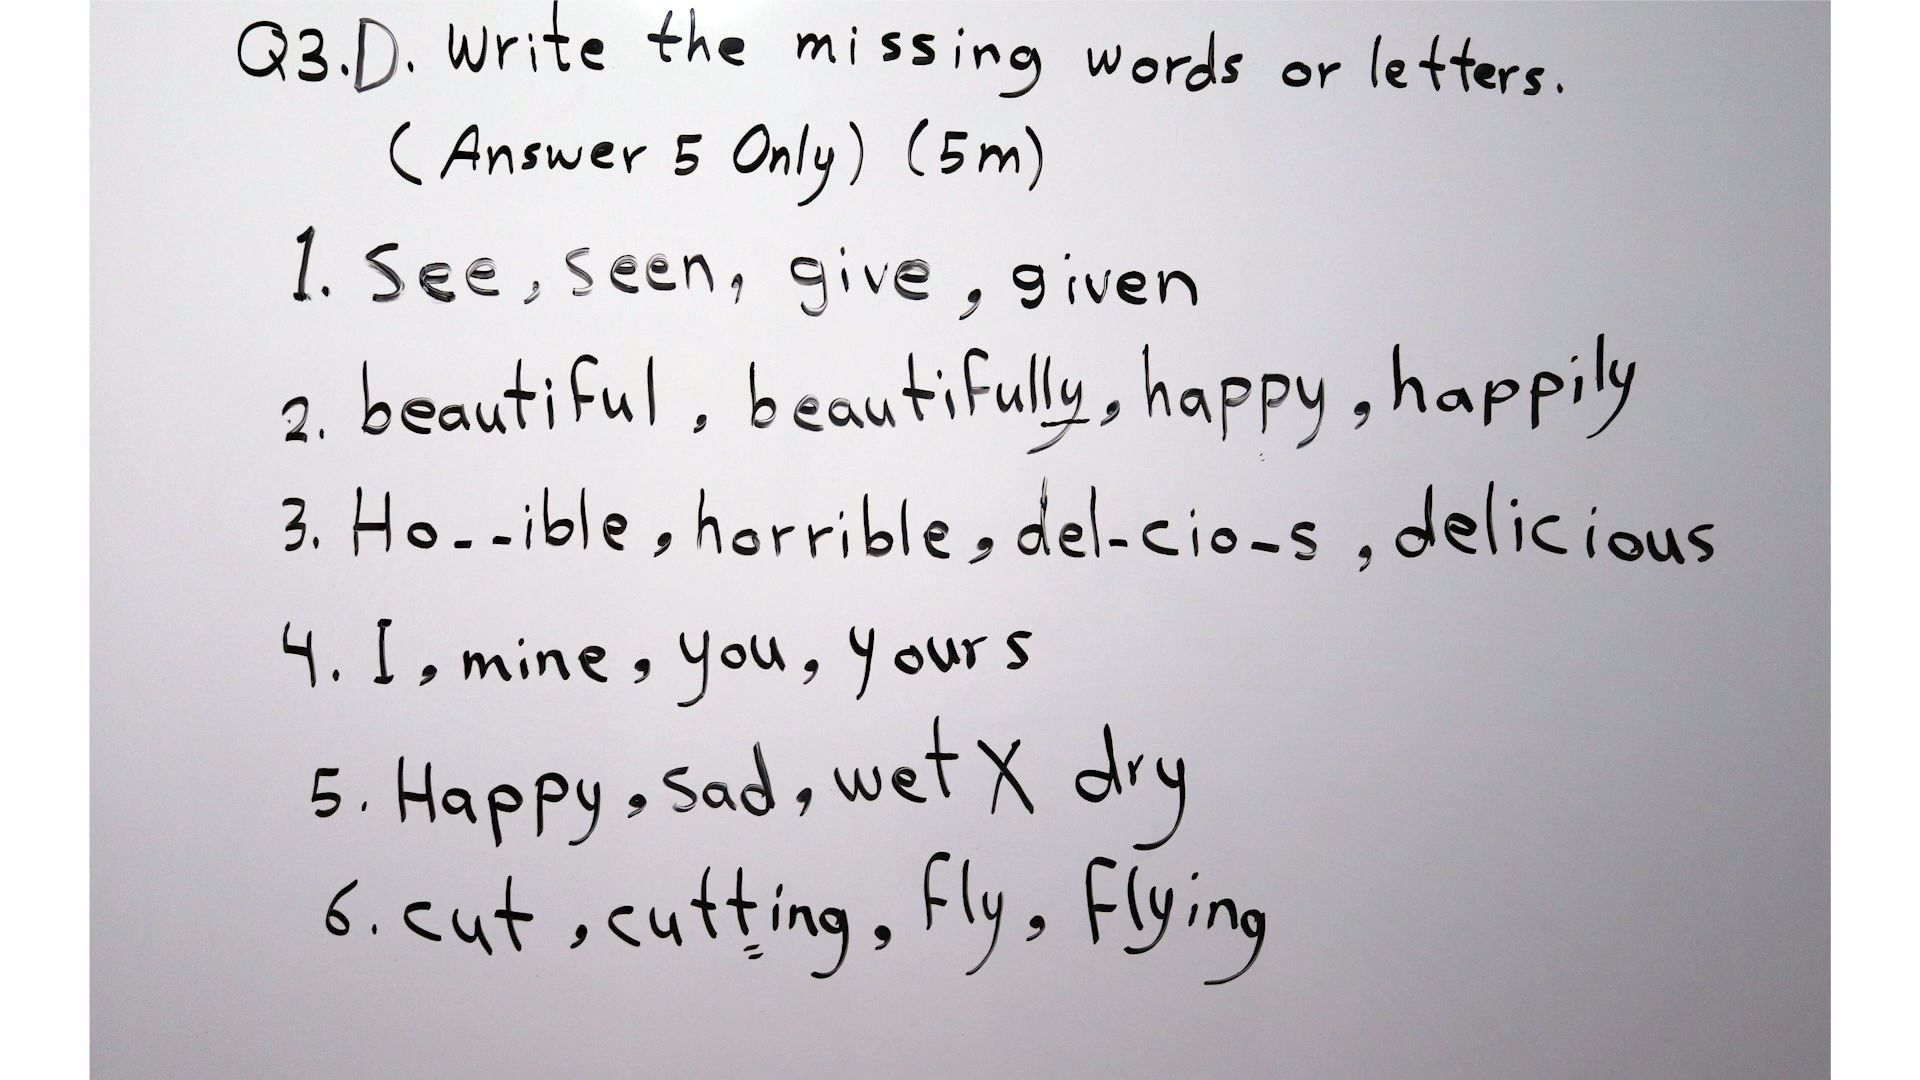 Q3.D. Write the missing words or letters.
(Answer 5 Only) (5m)
1. See, seen, give, given
2. beautiful, beautifully, happy, happily
3. Ho--ible, horrible, del-cio-s, delicious
4. I, mine, you, yours
5. Happy, sad, wet X dry
6. cut, cutting, fly, flying